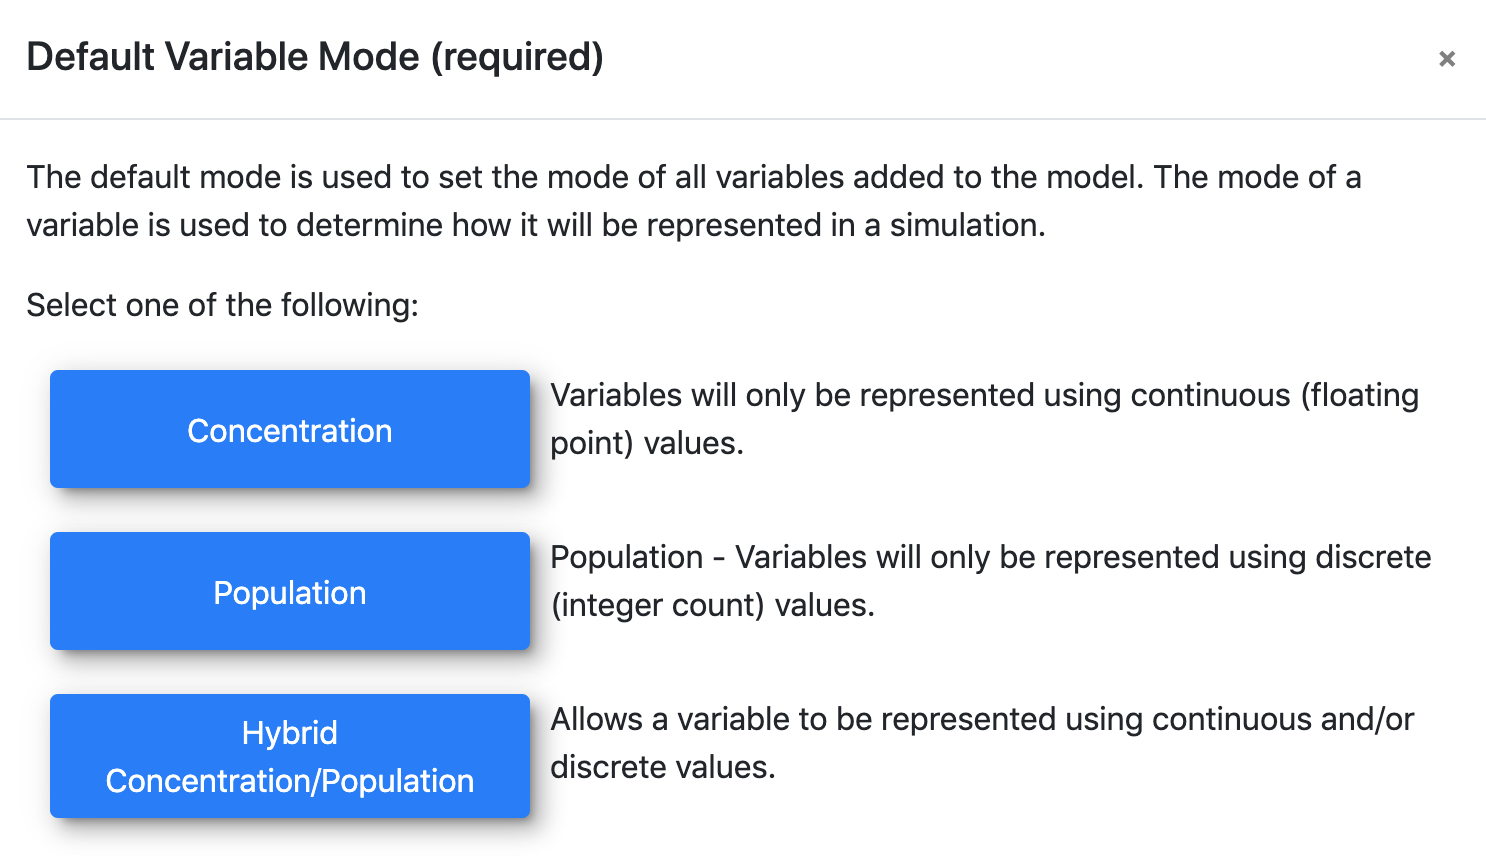 Default Variable Mode (required)
×
The default mode is used to set the mode of all variables added to the model. The mode of a
variable is used to determine how it will be represented in a simulation.
Select one of the following:
Concentration
Variables will only be represented using continuous (floating
point) values.
Population
Population - Variables will only be represented using discrete
(integer count) values.
Hybrid
Concentration/Population
Allows a variable to be represented using continuous and/or
discrete values.